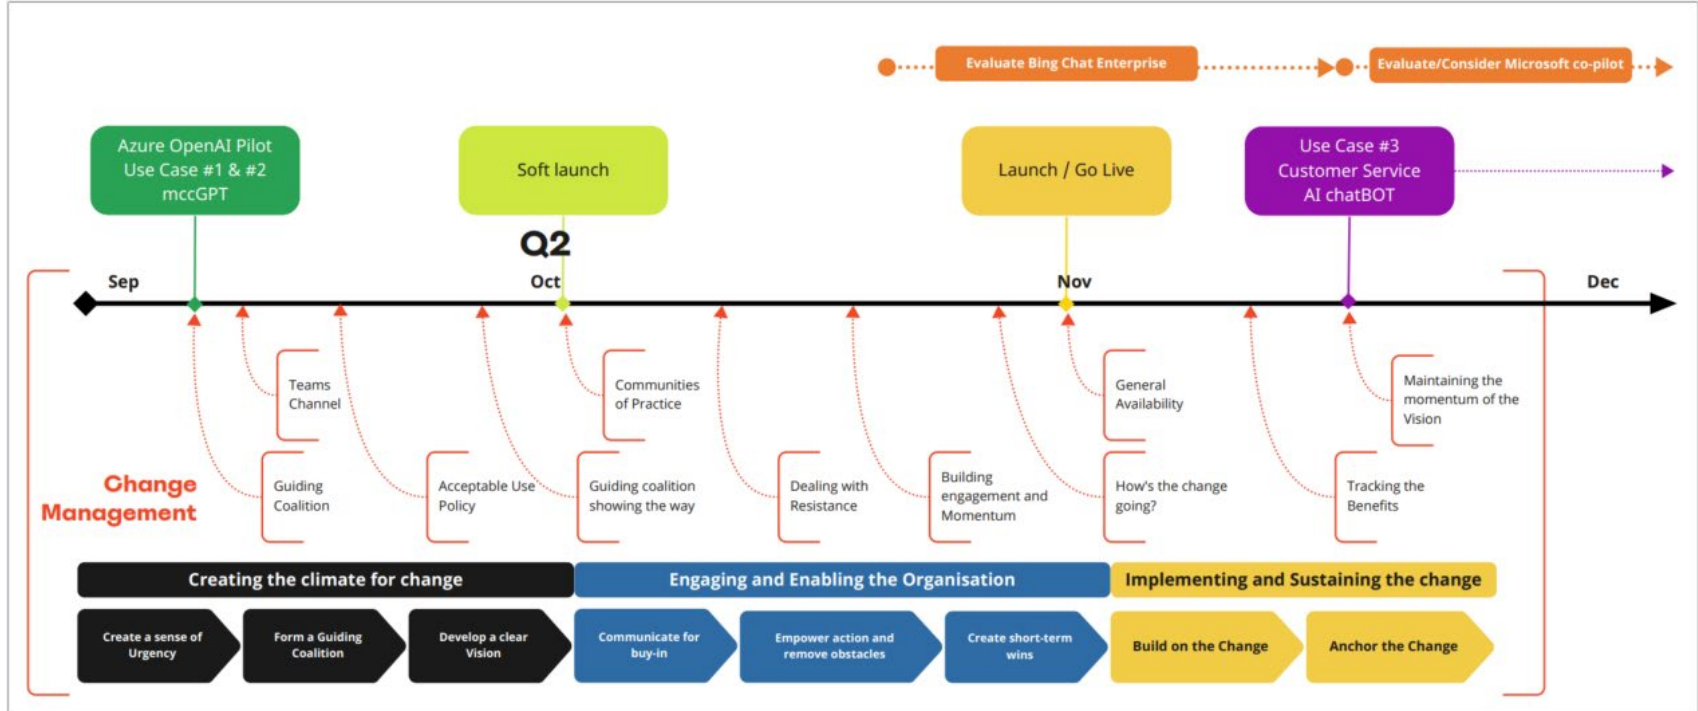 Evaluate Bing Chat Enterprise
Evaluate/Consider Microsoft co-pilot
Azure OpenAI Pilot
Use Case #1 & #2
mccGPT
Soft launch
Launch / Go Live
Use Case #3
Customer Service
AI chatBOT
Q2
Sep
Oct
Nov
Dec
Teams
Channel
Communities
of Practice
General
Availability
Maintaining the
momentum of the
Vision
Change
Management
Guiding
Coalition
Acceptable Use
Policy
Guiding coalition
showing the way
Dealing with
Resistance
Building
engagement and
Momentum
How's the change
going?
Tracking the
Benefits
Creating the climate for change
Engaging and Enabling the Organisation
Implementing and Sustaining the change
Create a sense of
Urgency
Form a Guiding
Coalition
Develop a clear
Vision
Communicate for
buy-in
Empower action and
remove obstacles
Create short-term
wins
Build on the Change
Anchor the Change